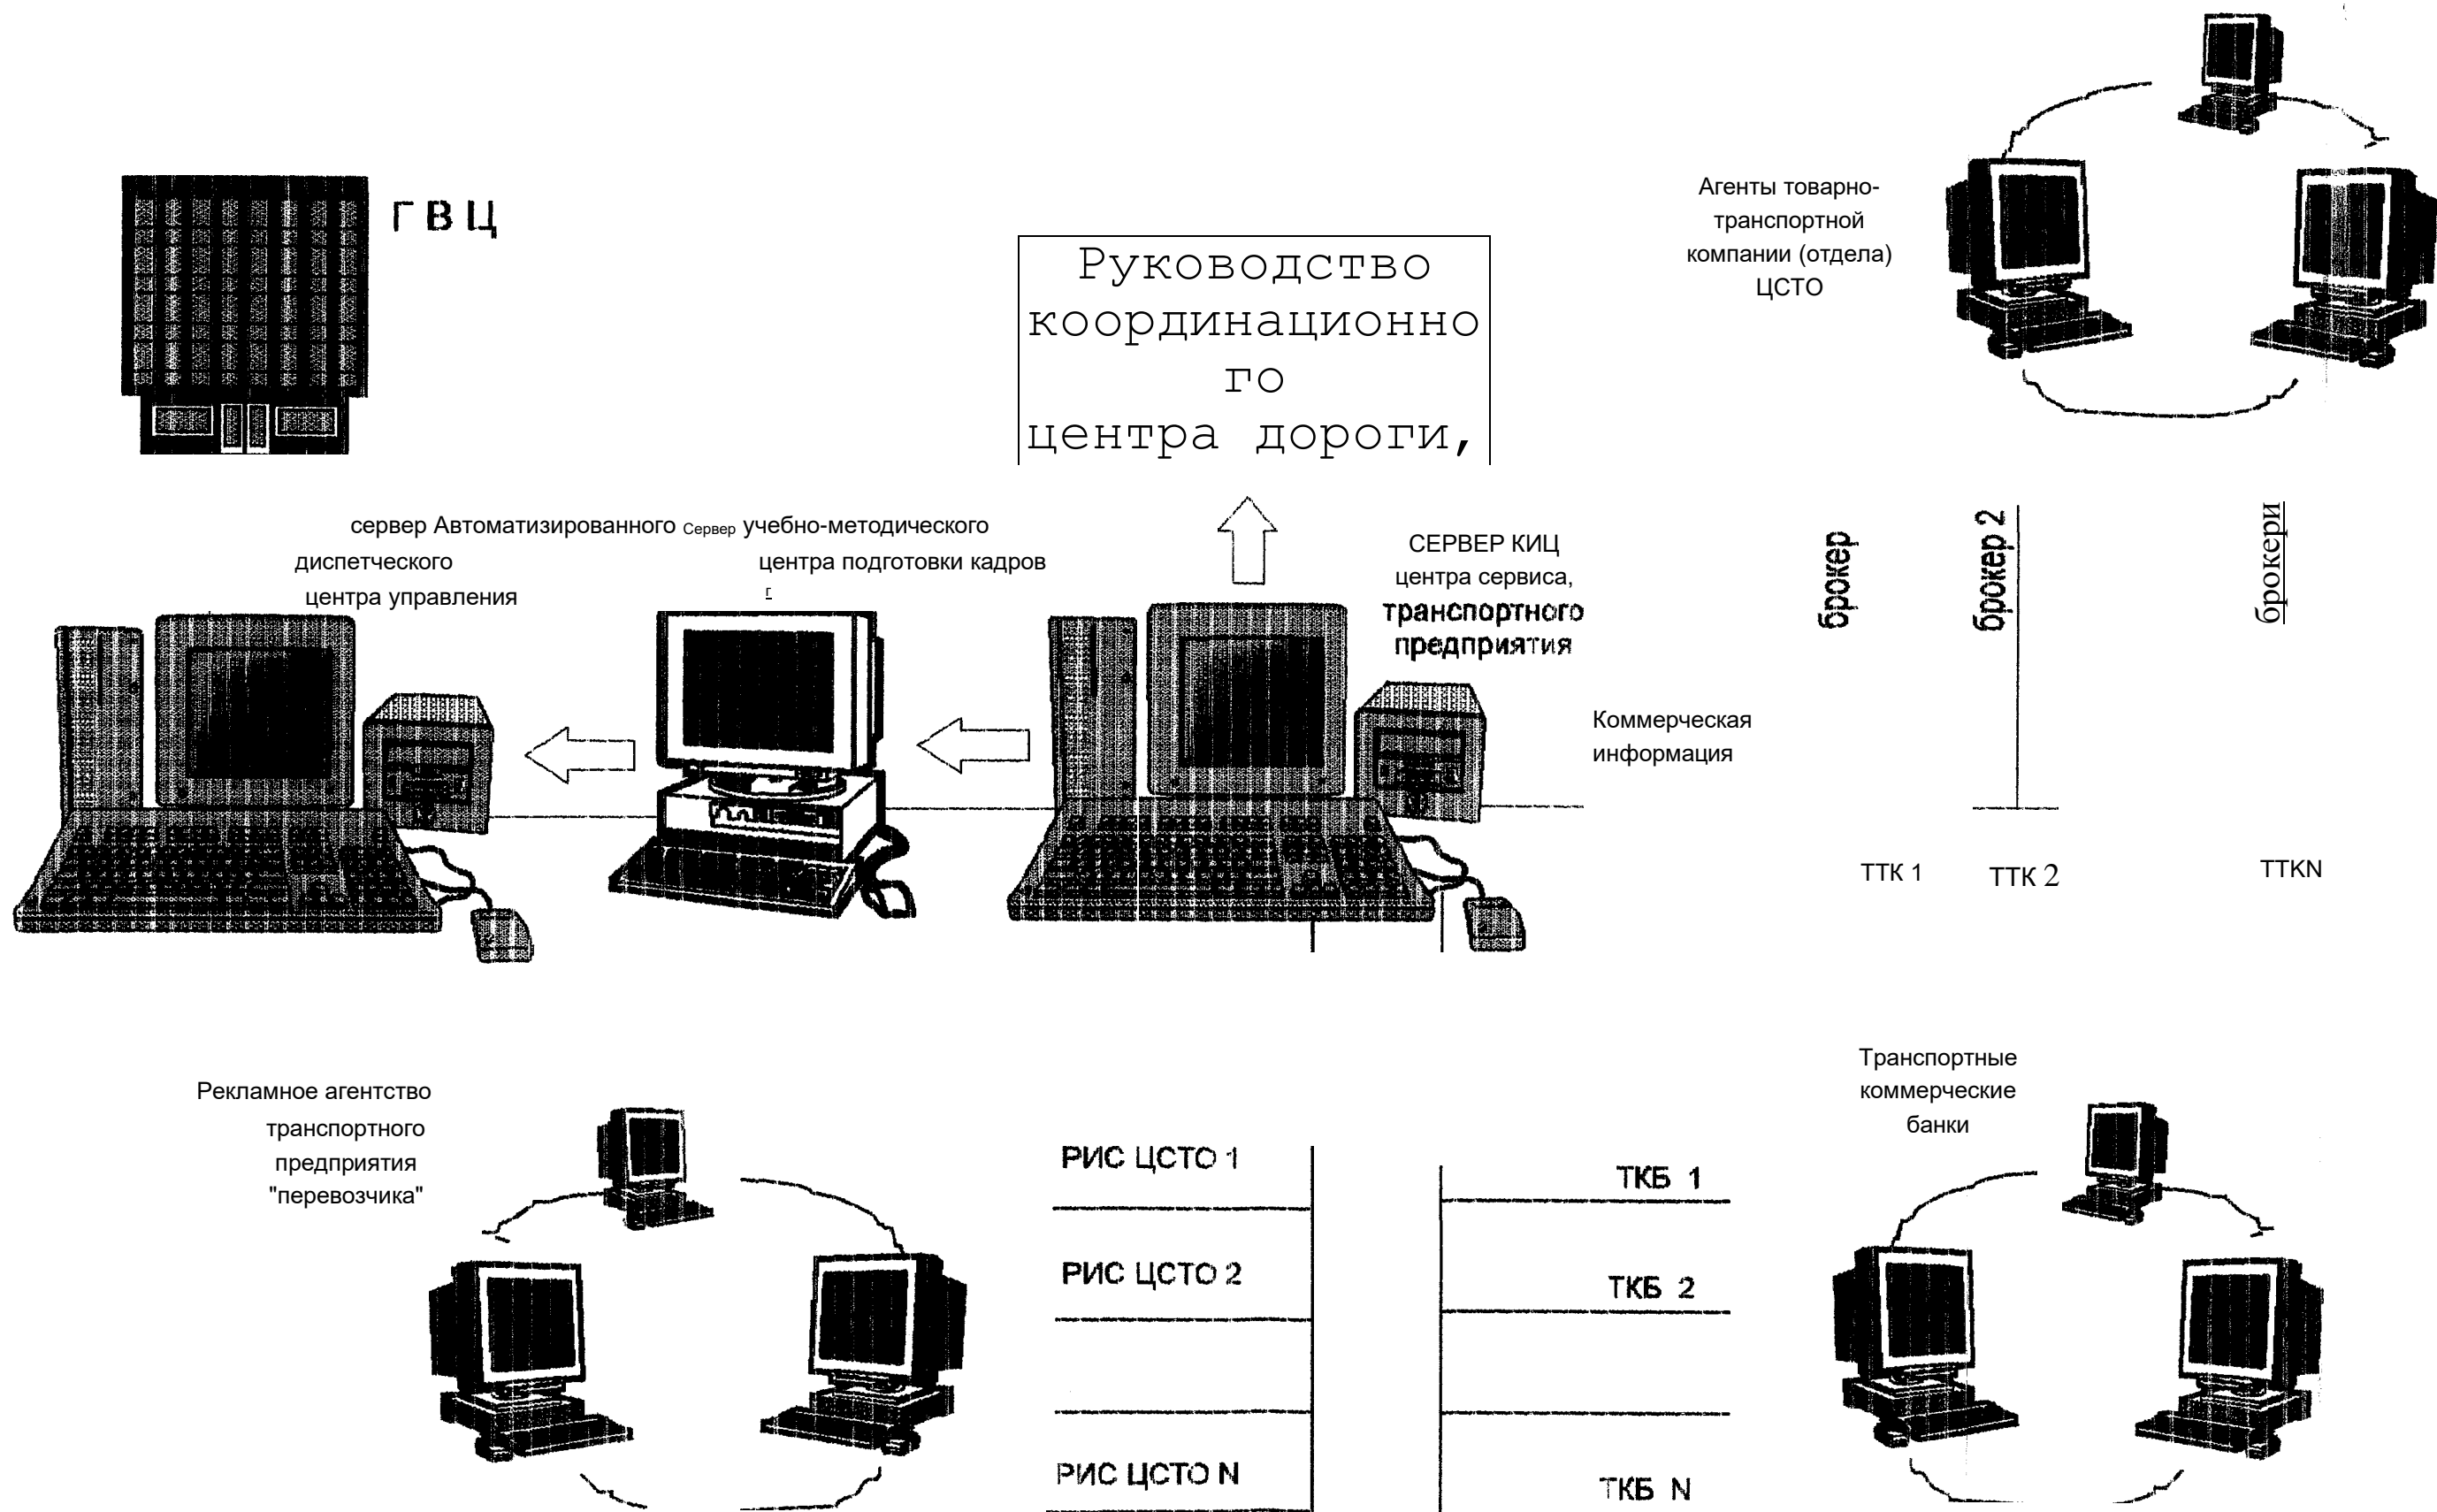 ГВЦ
Агенты товарно-
транспортной
компании (отдела)
ЦСТО
Руководство
координационно
го
центра дороги,
сервер Автоматизированного Сервер учебно-методического
диспетческого центра подготовки кадров
центра управления
г
СЕРВЕР КИЦ
центра сервиса,
транспортного
предприятия
брокер
брокер 2
брокери
Коммерческая
информация
ТТК 1
ТТК 2
TTKN
Рекламное агентство
транспортного
предприятия
"перевозчика"
РИС ЦСТО 1
РИС ЦСТО 2
РИС ЦСТО N
ТКБ 1
ТКБ 2
ТКБ N
Транспортные
коммерческие
банки